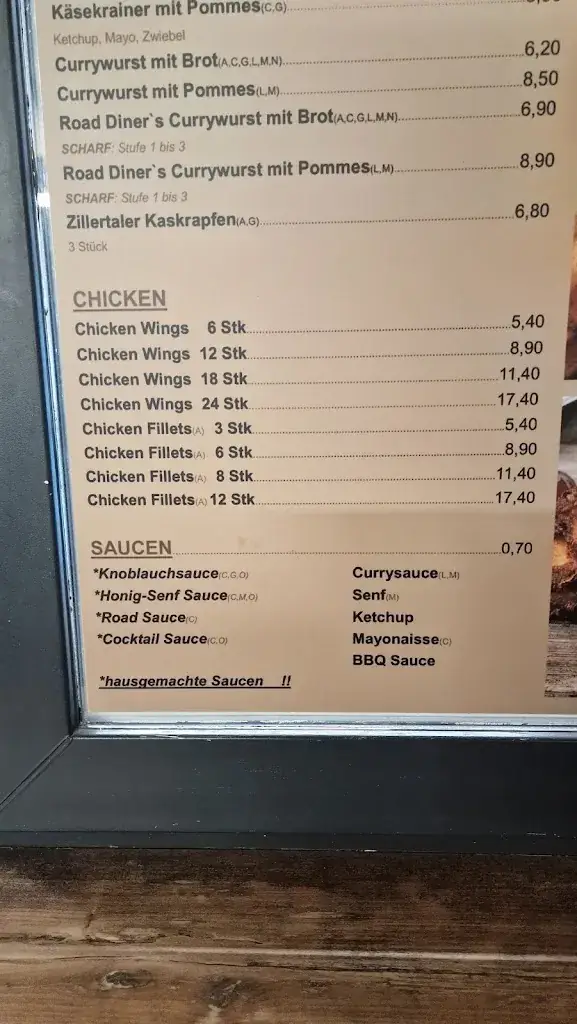 Käsekrainer mit Pommes(C,G)
Ketchup, Mayo, Zwiebel
Currywurst mit Brot(A,C,G,L,M,N) 6,20
Currywurst mit Pommes(L,M) 8,50
Road Diner`s Currywurst mit Brot(A,C,G,L,M,N) 6,90
SCHARF: Stufe 1 bis 3
Road Diner`s Currywurst mit Pommes(L,M) 8,90
SCHARF: Stufe 1 bis 3
Zillertaler Kaskrapfen(A,G) 6,80
3 Stück
CHICKEN
Chicken Wings 6 Stk 5,40
Chicken Wings 12 Stk 8,90
Chicken Wings 18 Stk 11,40
Chicken Wings 24 Stk 17,40
Chicken Fillets(A) 3 Stk 5,40
Chicken Fillets(A) 6 Stk 8,90
Chicken Fillets(A) 8 Stk 11,40
Chicken Fillets(A) 12 Stk 17,40
SAUCEN 0,70
*Knoblauchsauce(C,G,O) Currysauce(L,M)
*Honig-Senf Sauce(C,M,O) Senf(M)
*Road Sauce(C) Ketchup
*Cocktail Sauce(C,O) Mayonaisse(C)
BBQ Sauce
*hausgemachte Saucen !!